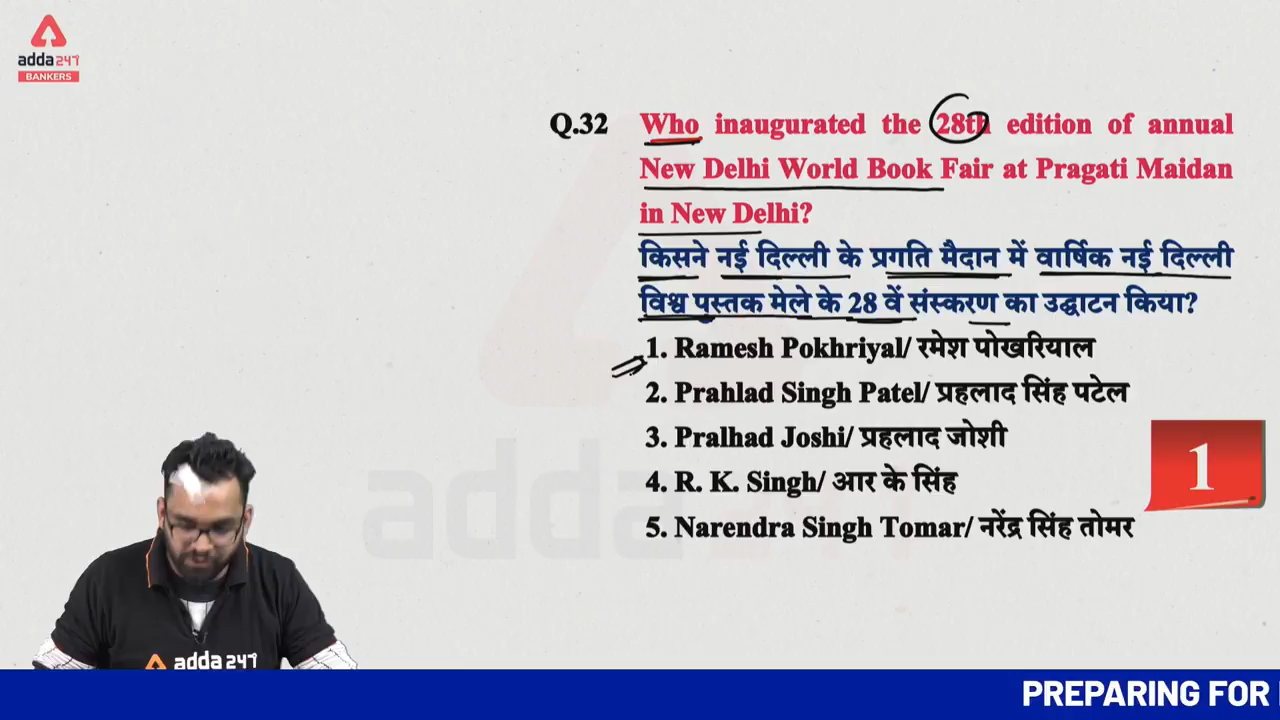 adda247
BANKERS
Q.32 Who inaugurated the 28th edition of annual
New Delhi World Book Fair at Pragati Maidan
in New Delhi?
किसने नई दिल्ली के प्रगति मैदान में वार्षिक नई दिल्ली
विश्व पुस्तक मेले के 28 वें संस्करण का उद्घाटन किया?
1. Ramesh Pokhriyal/ रमेश पोखरियाल
2. Prahlad Singh Patel/ प्रहलाद सिंह पटेल
3. Pralhad Joshi/ प्रहलाद जोशी
4. R. K. Singh/ आर के सिंह
5. Narendra Singh Tomar/ नरेंद्र सिंह तोमर
1
adda
adda247
PREPARING FOR